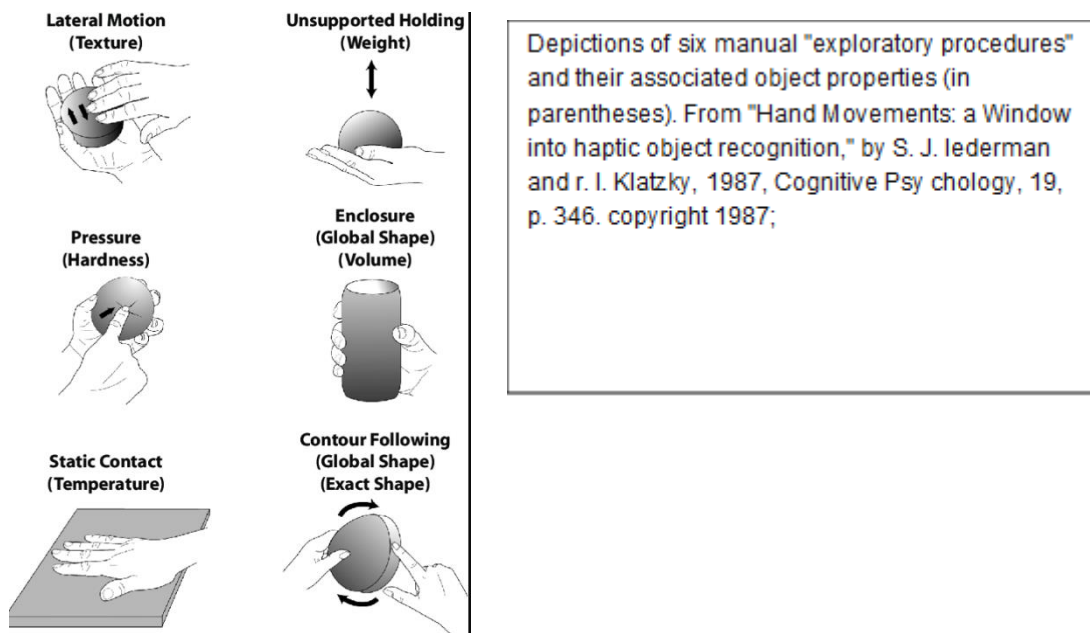 Lateral Motion
(Texture)
Unsupported Holding
(Weight)
Pressure
(Hardness)
Enclosure
(Global Shape)
(Volume)
Static Contact
(Temperature)
Contour Following
(Global Shape)
(Exact Shape)
Depictions of six manual "exploratory procedures"
and their associated object properties (in
parentheses). From "Hand Movements: a Window
into haptic object recognition," by S. J. lederman
and r. l. Klatzky, 1987, Cognitive Psy chology, 19,
p. 346. copyright 1987;